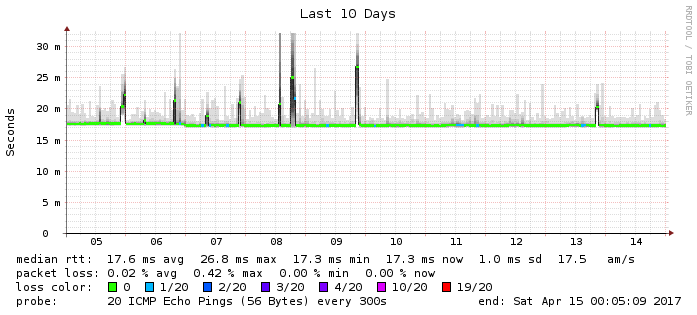 Last 10 Days
RRDTOOL / TOBI OETIKER
Seconds
30 m
25 m
20 m
15 m
10 m
5 m
0
05 06 07 08 09 10 11 12 13 14
median rtt: 17.6 ms avg 26.8 ms max 17.3 ms min 17.3 ms now 1.0 ms sd 17.5 am/s
packet loss: 0.02 % avg 0.42 % max 0.00 % min 0.00 % now
loss color: 0 1/20 2/20 3/20 4/20 10/20 19/20
probe: 20 ICMP Echo Pings (56 Bytes) every 300s end: Sat Apr 15 00:05:09 2017